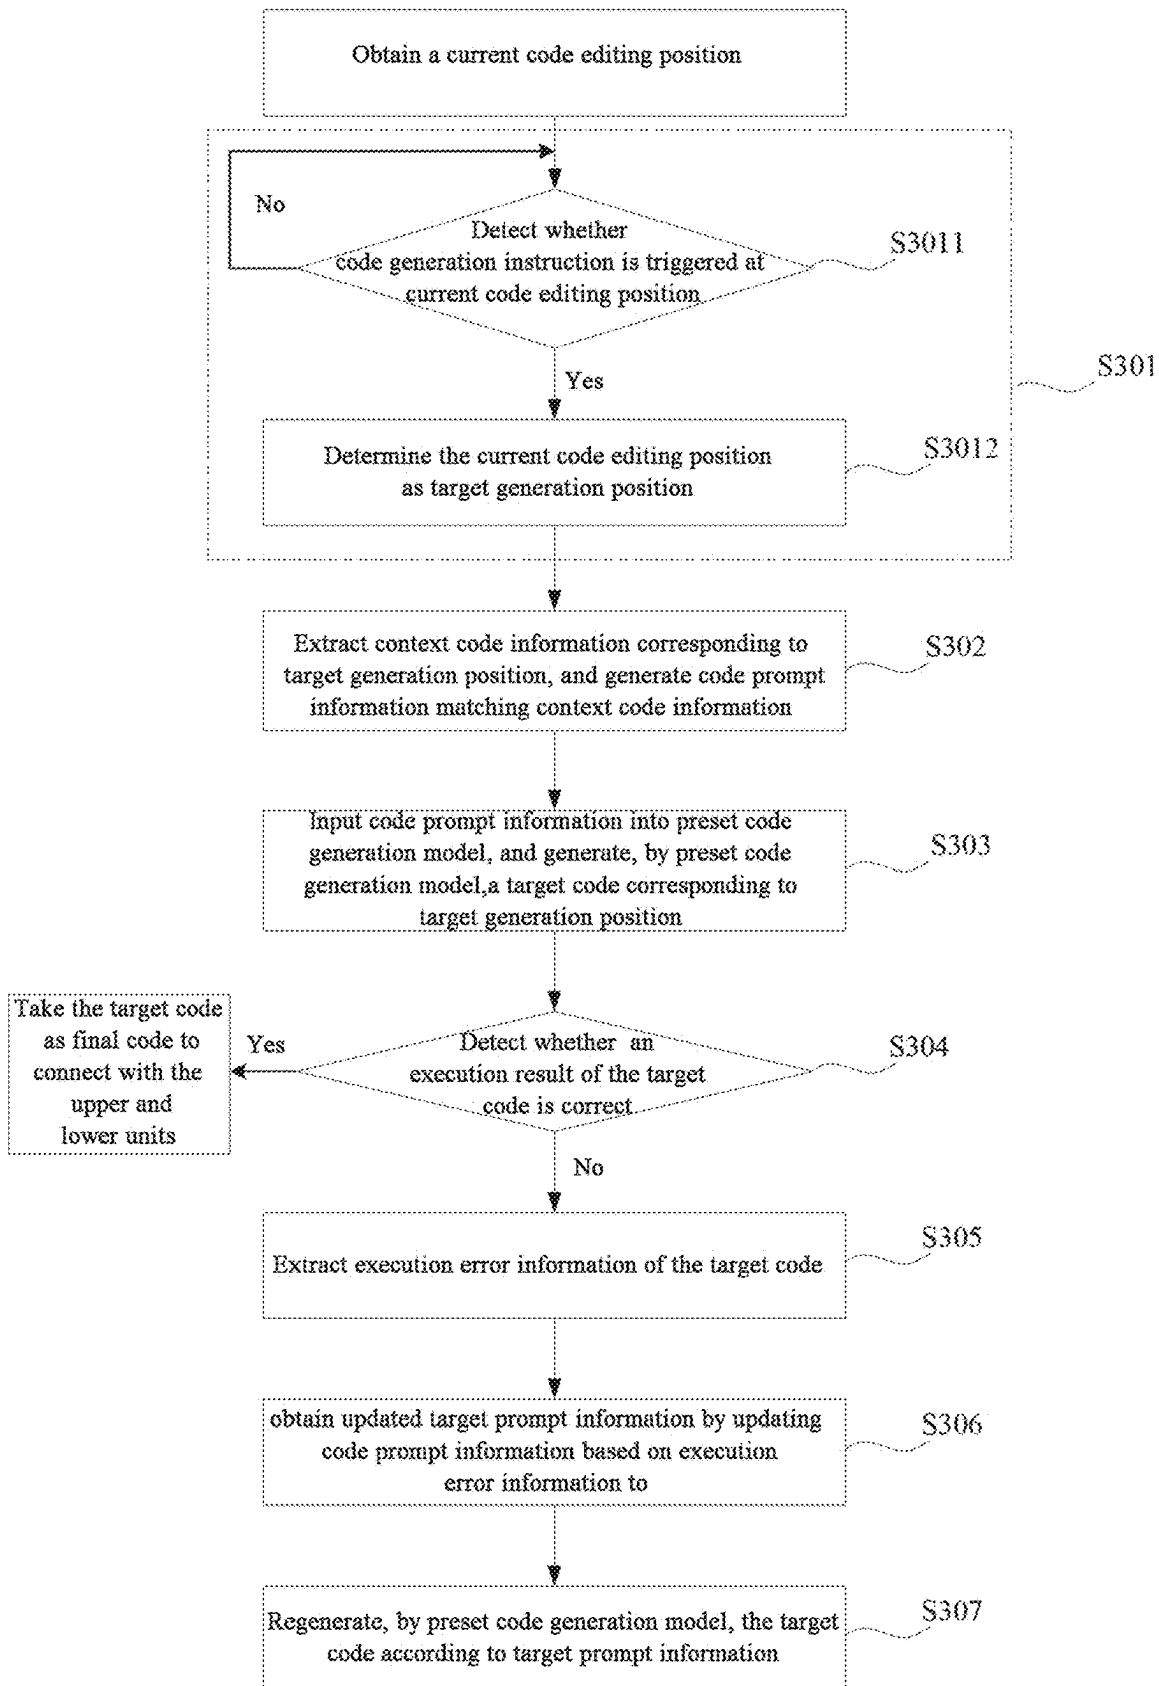 Obtain a current code editing position
No
Detect whether
code generation instruction is triggered at
current code editing position
S3011
Yes
S301
Determine the current code editing position
as target generation position
S3012
Extract context code information corresponding to
target generation position, and generate code prompt
information matching context code information
S302
Input code prompt information into preset code
generation model, and generate, by preset code
generation model,a target code corresponding to
target generation position
S303
Take the target code
as final code to
connect with the
upper and
lower units
Yes
Detect whether an
execution result of the target
code is correct
S304
No
Extract execution error information of the target code
S305
obtain updated target prompt information by updating
code prompt information based on execution
error information to
S306
Regenerate, by preset code generation model, the target
code according to target prompt information
S307